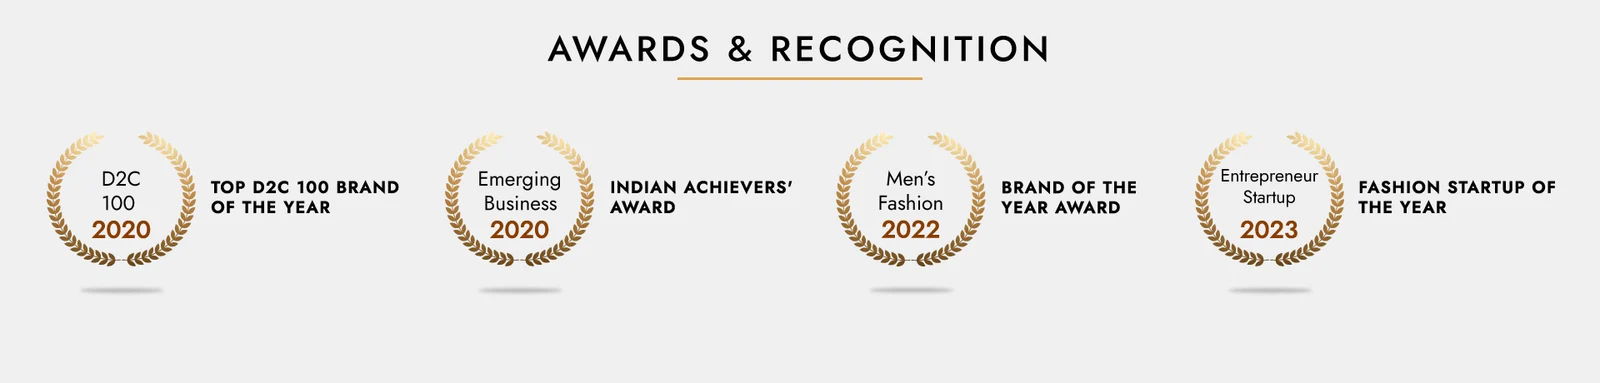 AWARDS & RECOGNITION
D2C
100
2020
TOP D2C 100 BRAND
OF THE YEAR
Emerging
Business
2020
INDIAN ACHIEVERS'
AWARD
Men's
Fashion
2022
BRAND OF THE
YEAR AWARD
Entrepreneur
Startup
2023
FASHION STARTUP OF
THE YEAR